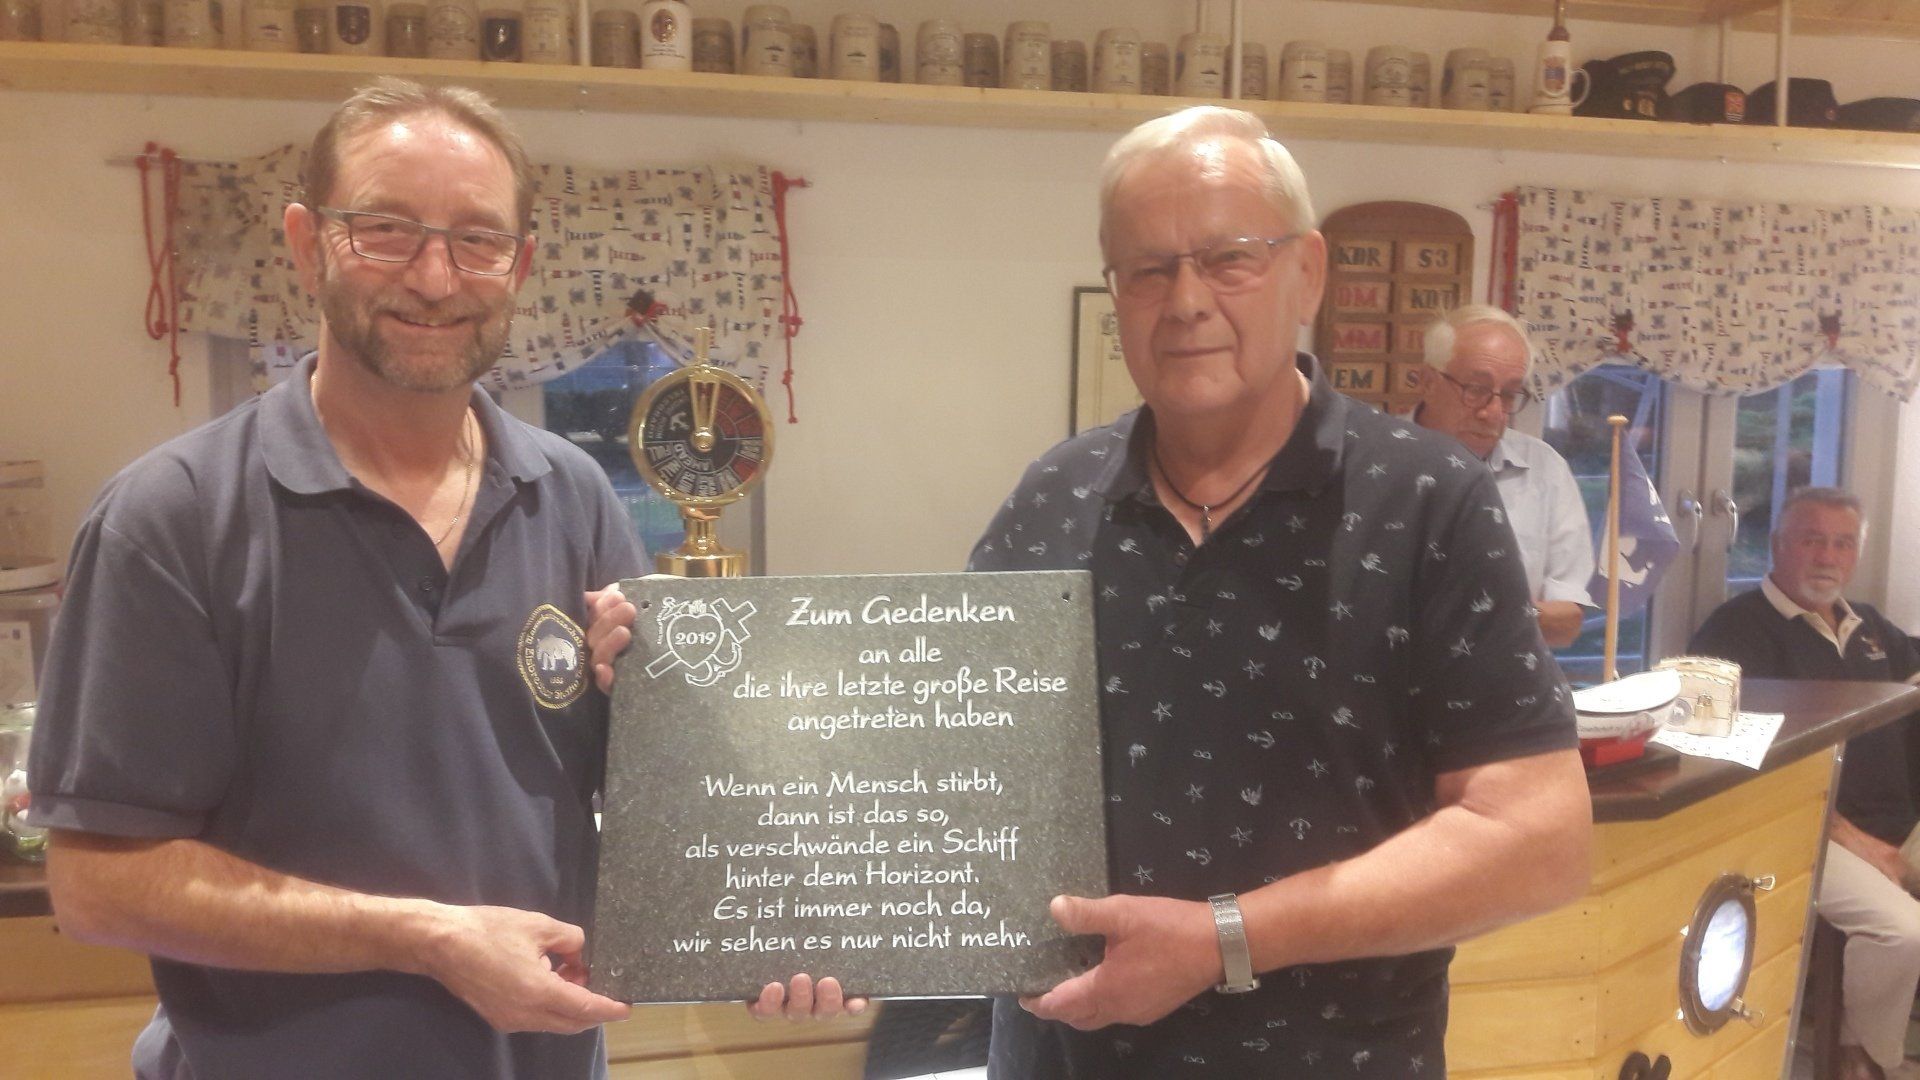 KDR S3
KDT
MM
EM S
2019
Zum Gedenken
an alle
die ihre letzte große Reise
angetreten haben
Wenn ein Mensch stirbt,
dann ist das so,
als verschwände ein Schiff
hinter dem Horizont.
Es ist immer noch da,
wir sehen es nur nicht mehr.